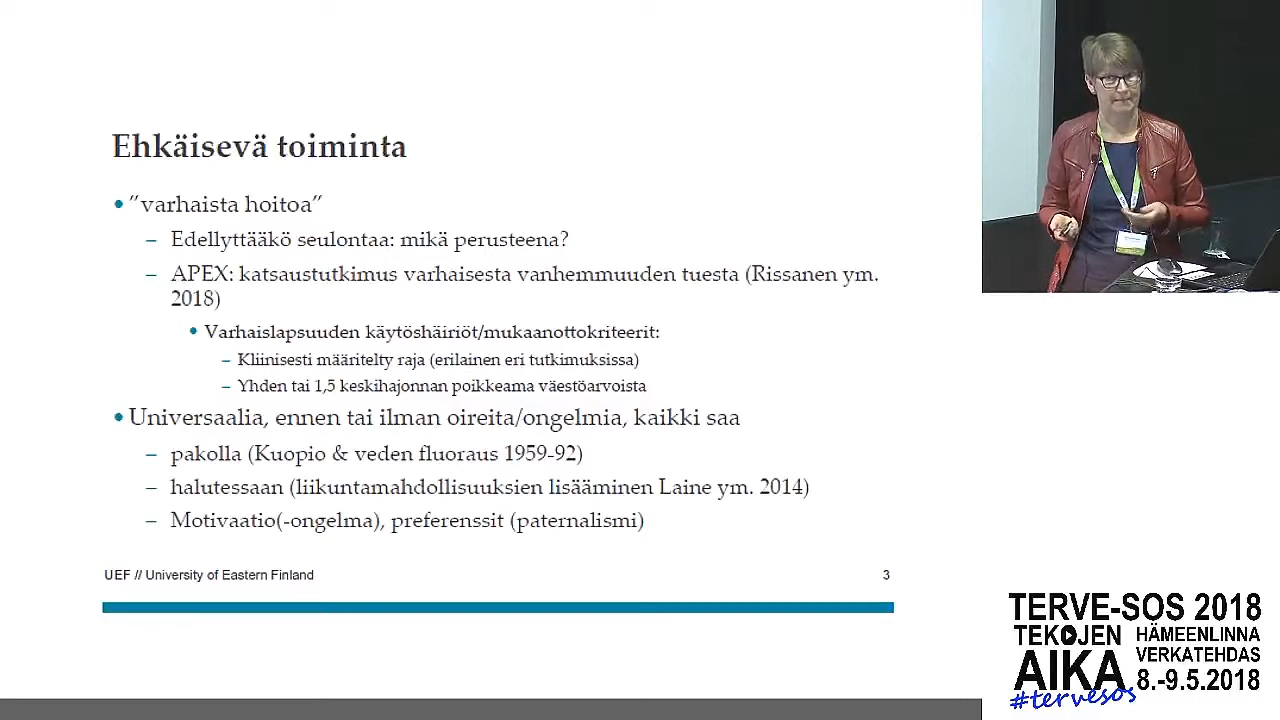 Ehkäisevä toiminta
• ”varhaista hoitoa”
– Edellyttääkö seulontaa: mikä perusteena?
– APEX: katsaustutkimus varhaisesta vanhemmuuden tuesta (Rissanen ym.
2018)
• Varhaislapsuuden käytöshäiriöt/mukaanottokriteerit:
– Kliinisesti määritelty raja (erilainen eri tutkimuksissa)
– Yhden tai 1,5 keskihajonnan poikkeama väestöarvoista
• Universaalia, ennen tai ilman oireita/ongelmia, kaikki saa
– pakolla (Kuopio & veden fluoraus 1959-92)
– halutessaan (liikuntamahdollisuuksien lisääminen Laine ym. 2014)
– Motivaatio(-ongelma), preferenssit (paternalismi)
UEF // University of Eastern Finland
3
TERVE-SOS 2018
TEKOJEN
AIKA
HÄMEENLINNA
VERKATEHDAS
8.-9.5.2018
#tervesos